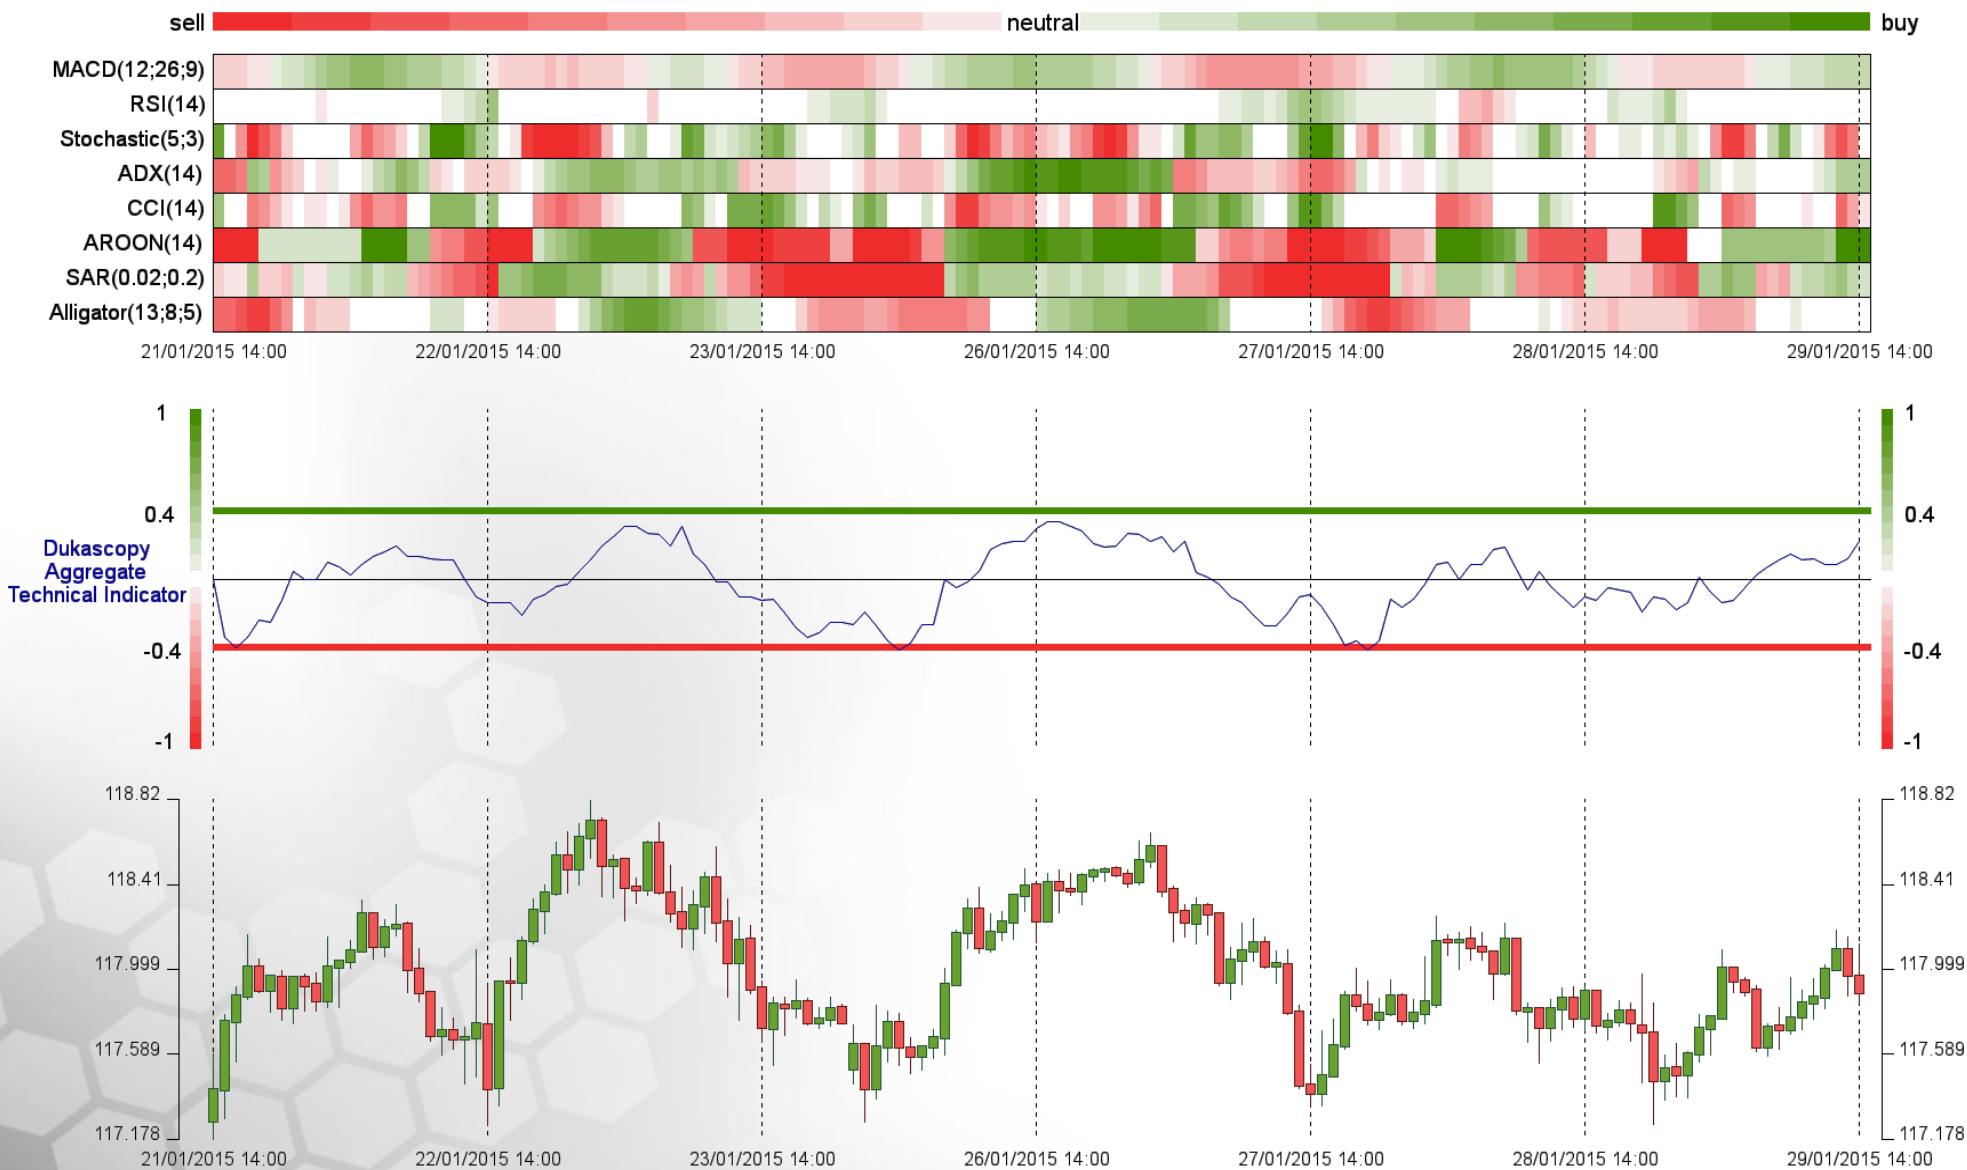 sell neutral buy
MACD(12;26;9)
RSI(14)
Stochastic(5;3)
ADX(14)
CCI(14)
AROON(14)
SAR(0.02;0.2)
Alligator(13;8;5)
21/01/2015 14:00 22/01/2015 14:00 23/01/2015 14:00 26/01/2015 14:00 27/01/2015 14:00 28/01/2015 14:00 29/01/2015 14:00
1 1
0.4 0.4
Dukascopy
Aggregate
Technical Indicator
-0.4 -0.4
-1 -1
118.82 118.82
118.41 118.41
117.999 117.999
117.589 117.589
117.178 117.178
21/01/2015 14:00 22/01/2015 14:00 23/01/2015 14:00 26/01/2015 14:00 27/01/2015 14:00 28/01/2015 14:00 29/01/2015 14:00